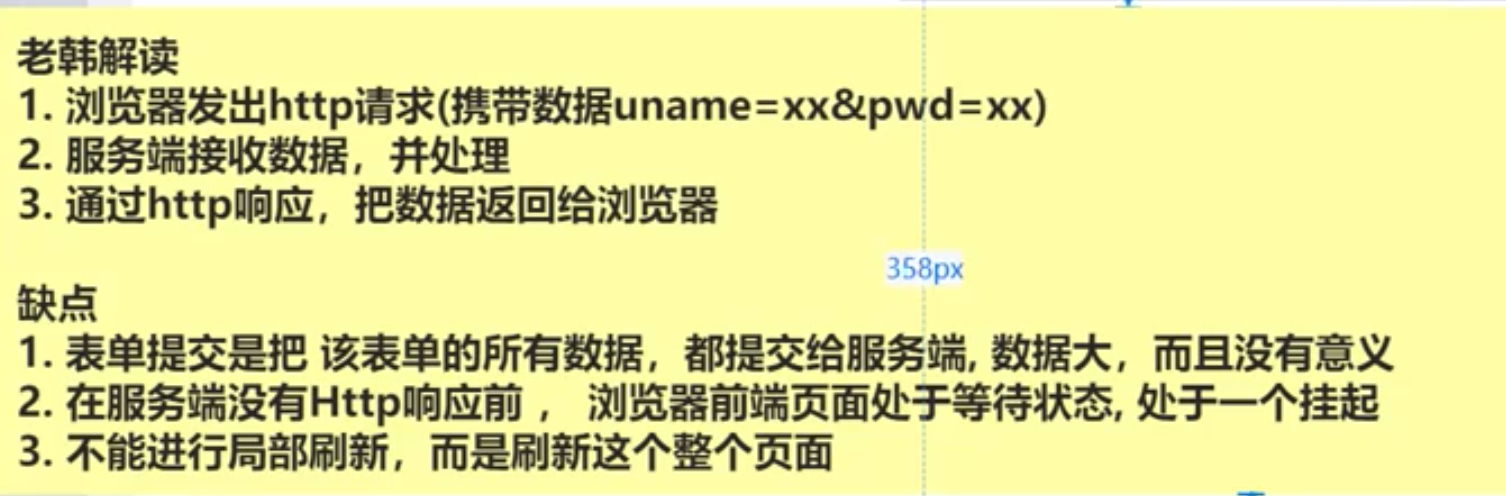 老韩解读
1. 浏览器发出http请求(携带数据uname=xx&pwd=xx)
2. 服务端接收数据，并处理
3. 通过http响应，把数据返回给浏览器
358px
缺点
1. 表单提交是把 该表单的所有数据，都提交给服务端, 数据大，而且没有意义
2. 在服务端没有Http响应前 ， 浏览器前端页面处于等待状态, 处于一个挂起
3. 不能进行局部刷新，而是刷新这个整个页面